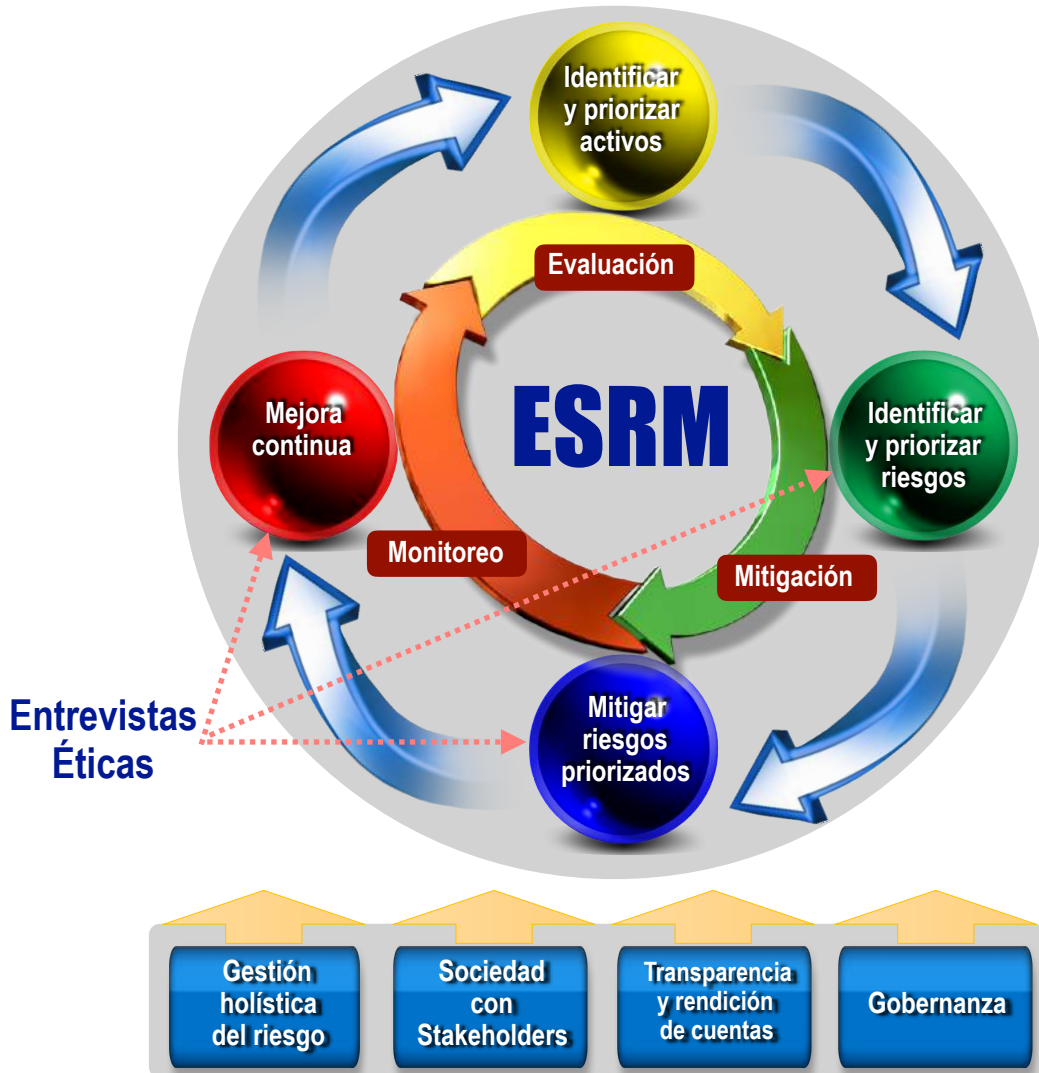 Identificar
y priorizar
activos
Evaluación
ESRM
Mejora
continua
Identificar
y priorizar
riesgos
Monitoreo
Mitigación
Entrevistas
Éticas
Mitigar
riesgos
priorizados
Gestión
holística
del riesgo
Sociedad
con
Stakeholders
Transparencia
y rendición
de cuentas
Gobernanza